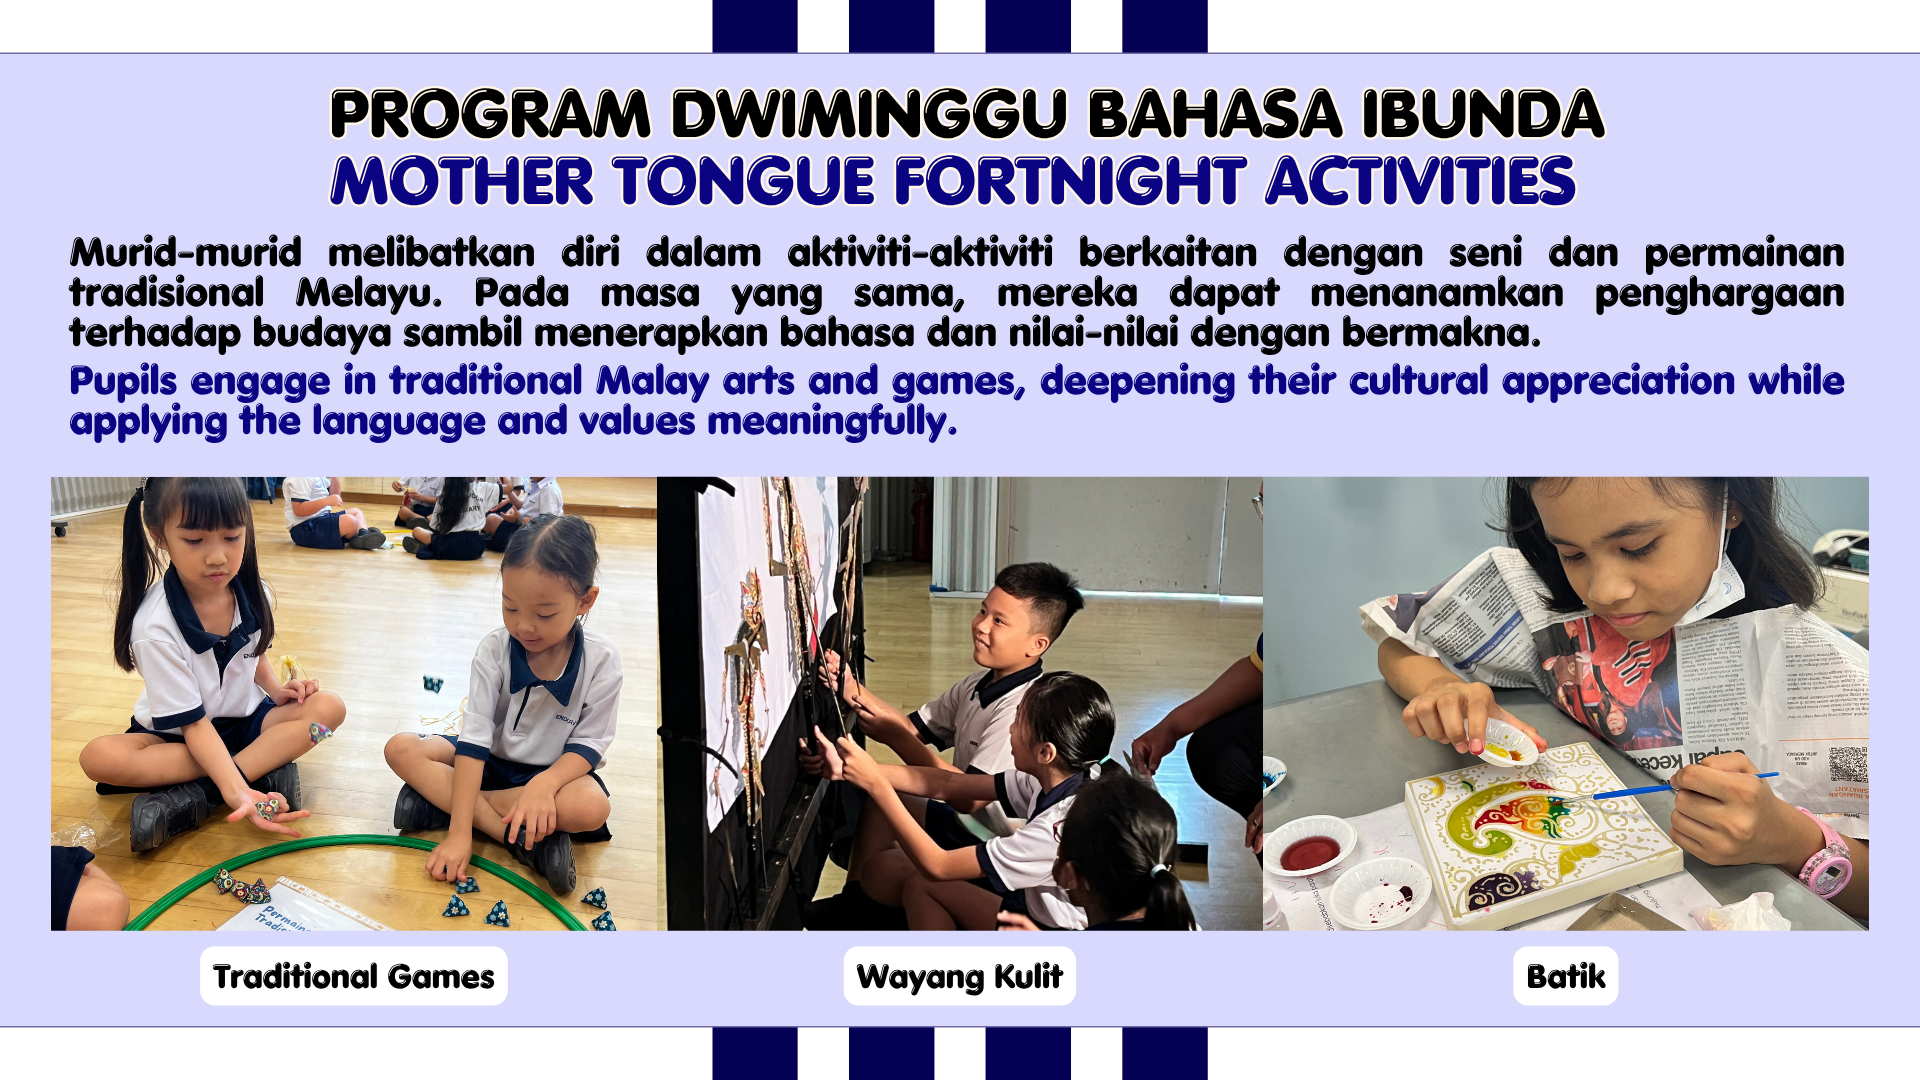 PROGRAM DWIMINGGU BAHASA IBUNDA
MOTHER TONGUE FORTNIGHT ACTIVITIES
Murid-murid melibatkan diri dalam aktiviti-aktiviti berkaitan dengan seni dan permainan
tradisional Melayu. Pada masa yang sama, mereka dapat menanamkan penghargaan
terhadap budaya sambil menerapkan bahasa dan nilai-nilai dengan bermakna.
Pupils engage in traditional Malay arts and games, deepening their cultural appreciation while
applying the language and values meaningfully.
Traditional Games
Wayang Kulit
Batik